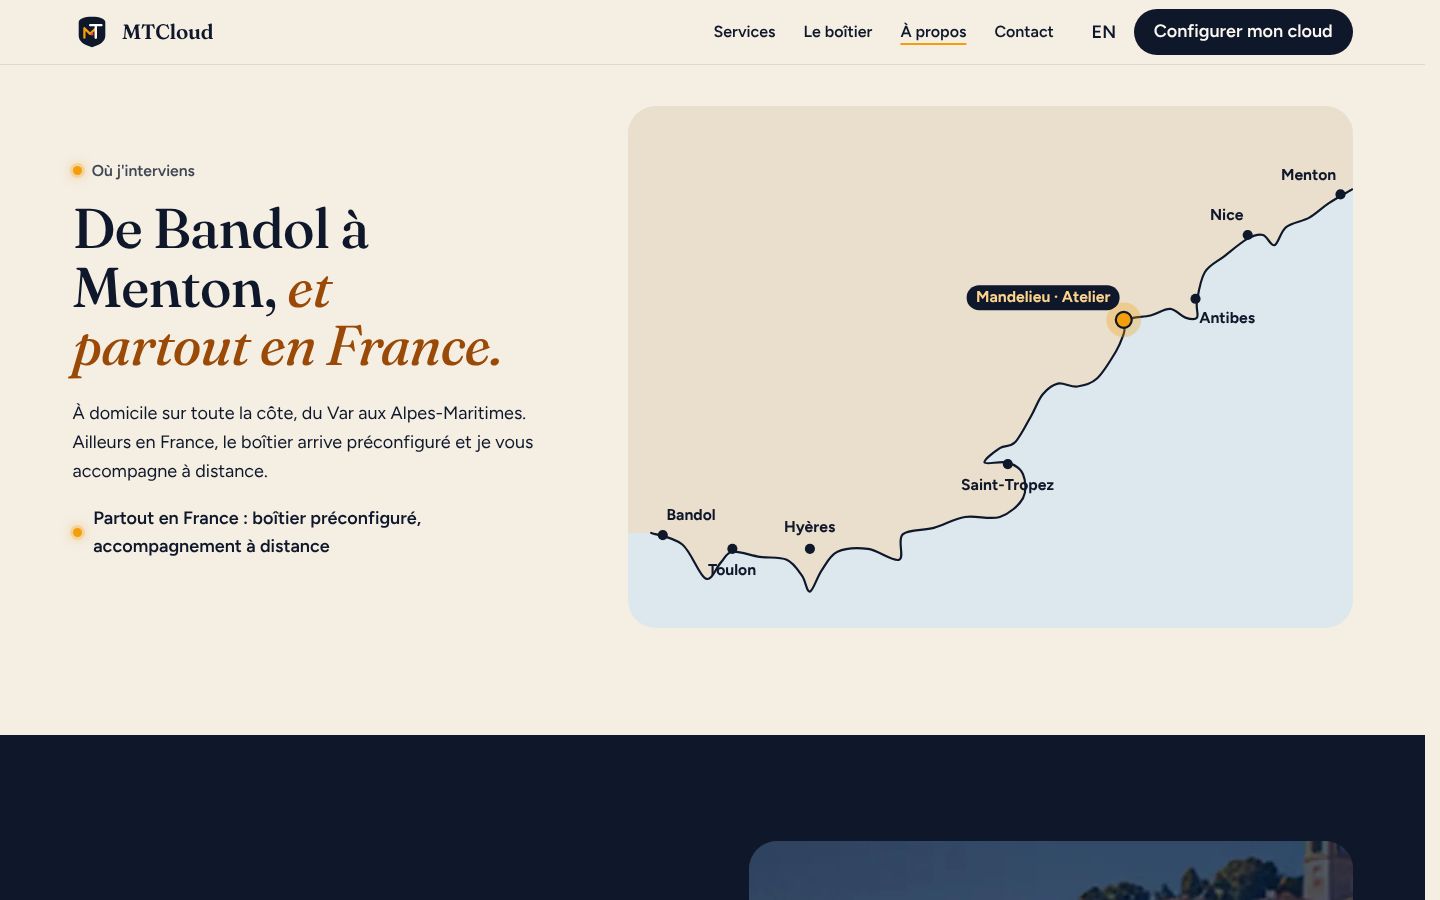 MTCloud
Services
Le boîtier
À propos
Contact
EN
Configurer mon cloud
Où j'interviens
De Bandol à
Menton, et
partout en France.
À domicile sur toute la côte, du Var aux Alpes-Maritimes.
Ailleurs en France, le boîtier arrive préconfiguré et je vous
accompagne à distance.
Partout en France : boîtier préconfiguré,
accompagnement à distance
Menton
Nice
Mandelieu · Atelier
Antibes
Saint-Tropez
Bandol
Hyères
Toulon